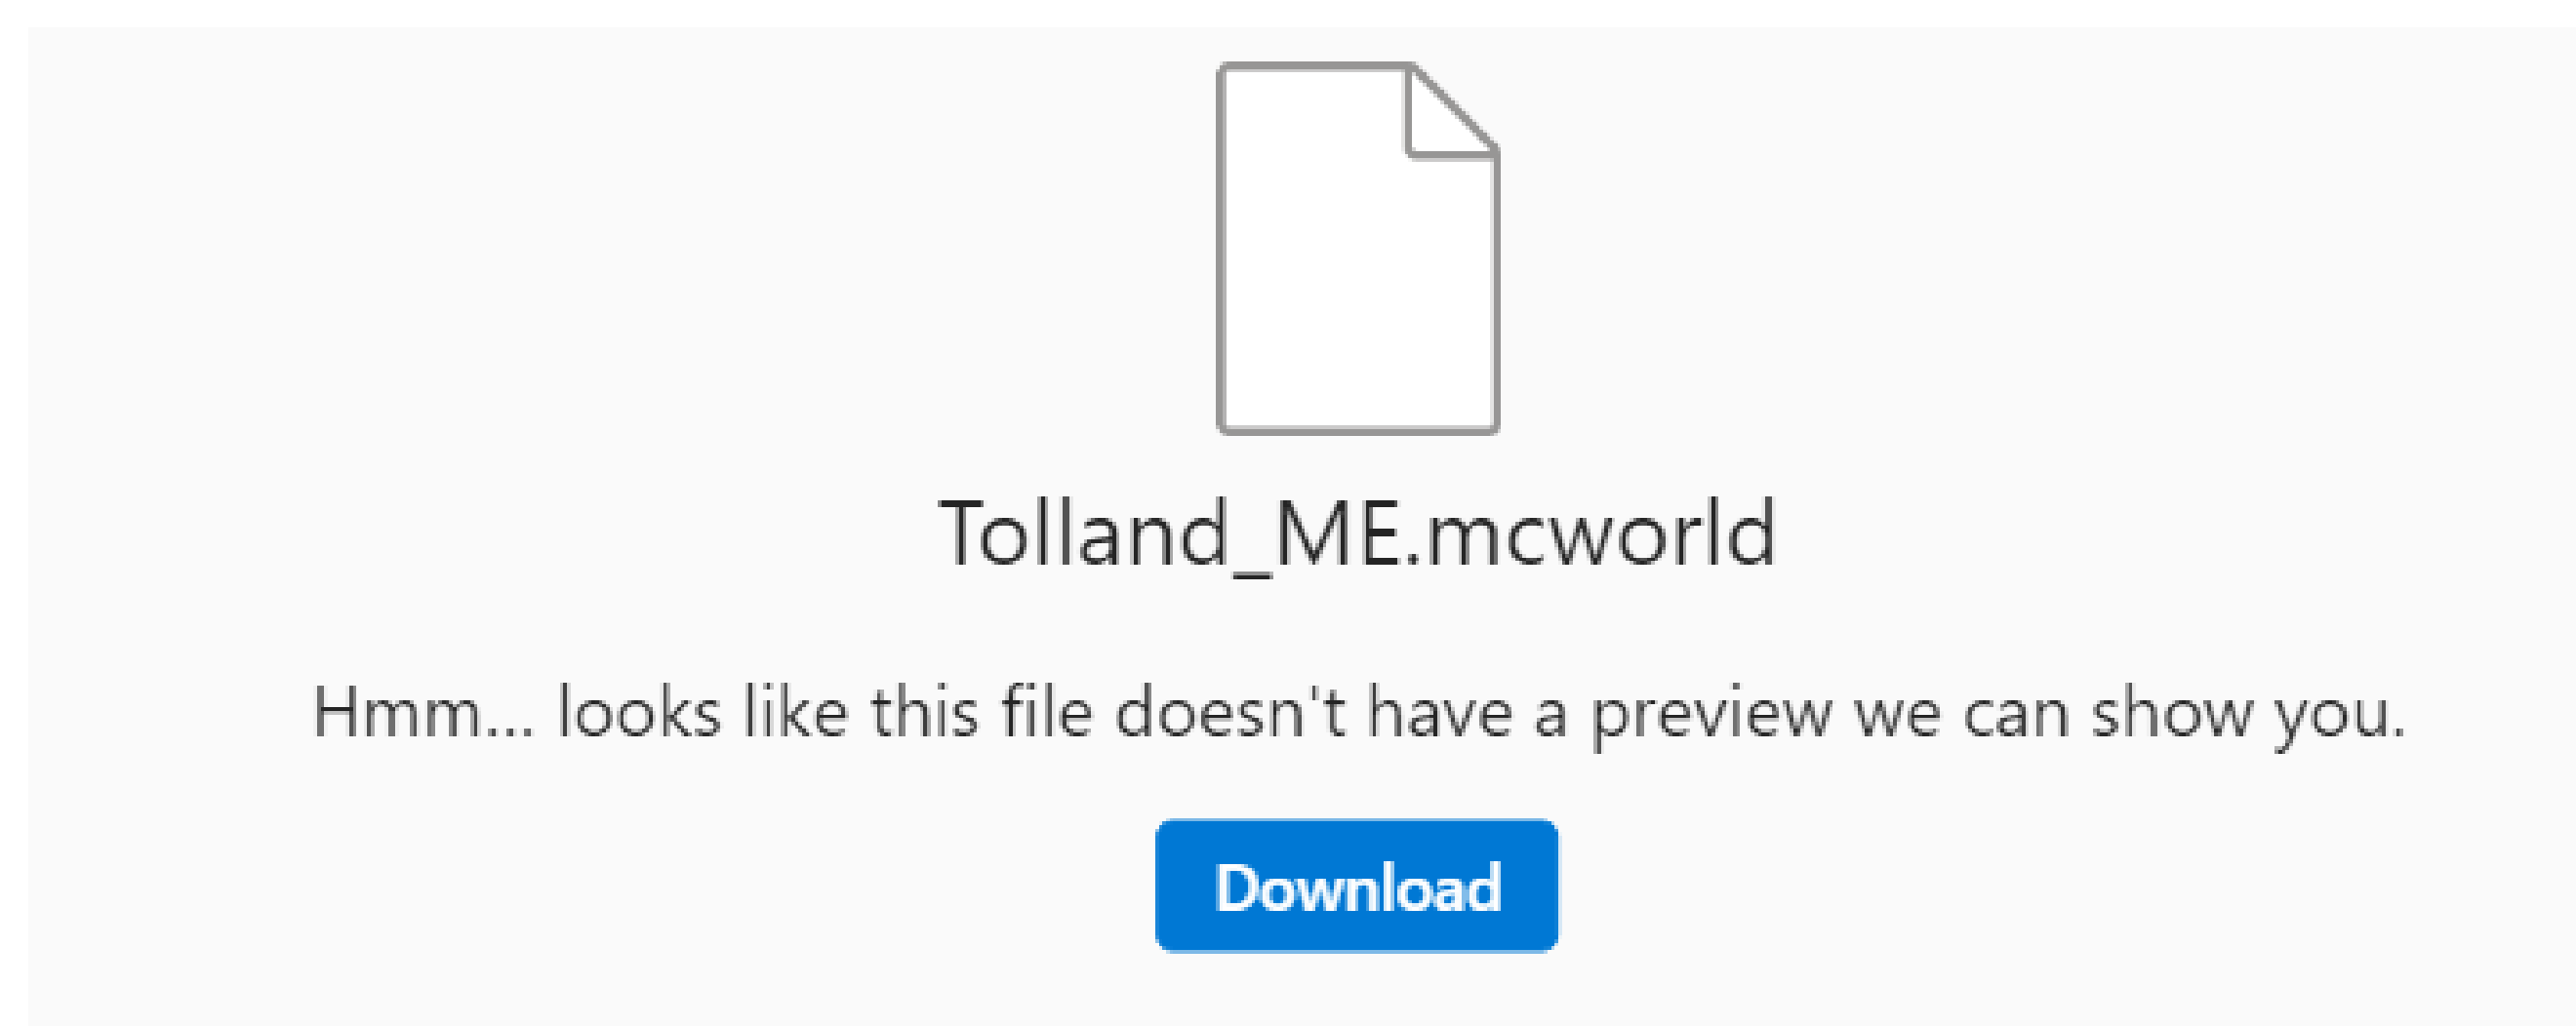 Tolland_ME.mcworld
Hmm... looks like this file doesn't have a preview we can show you.
Download